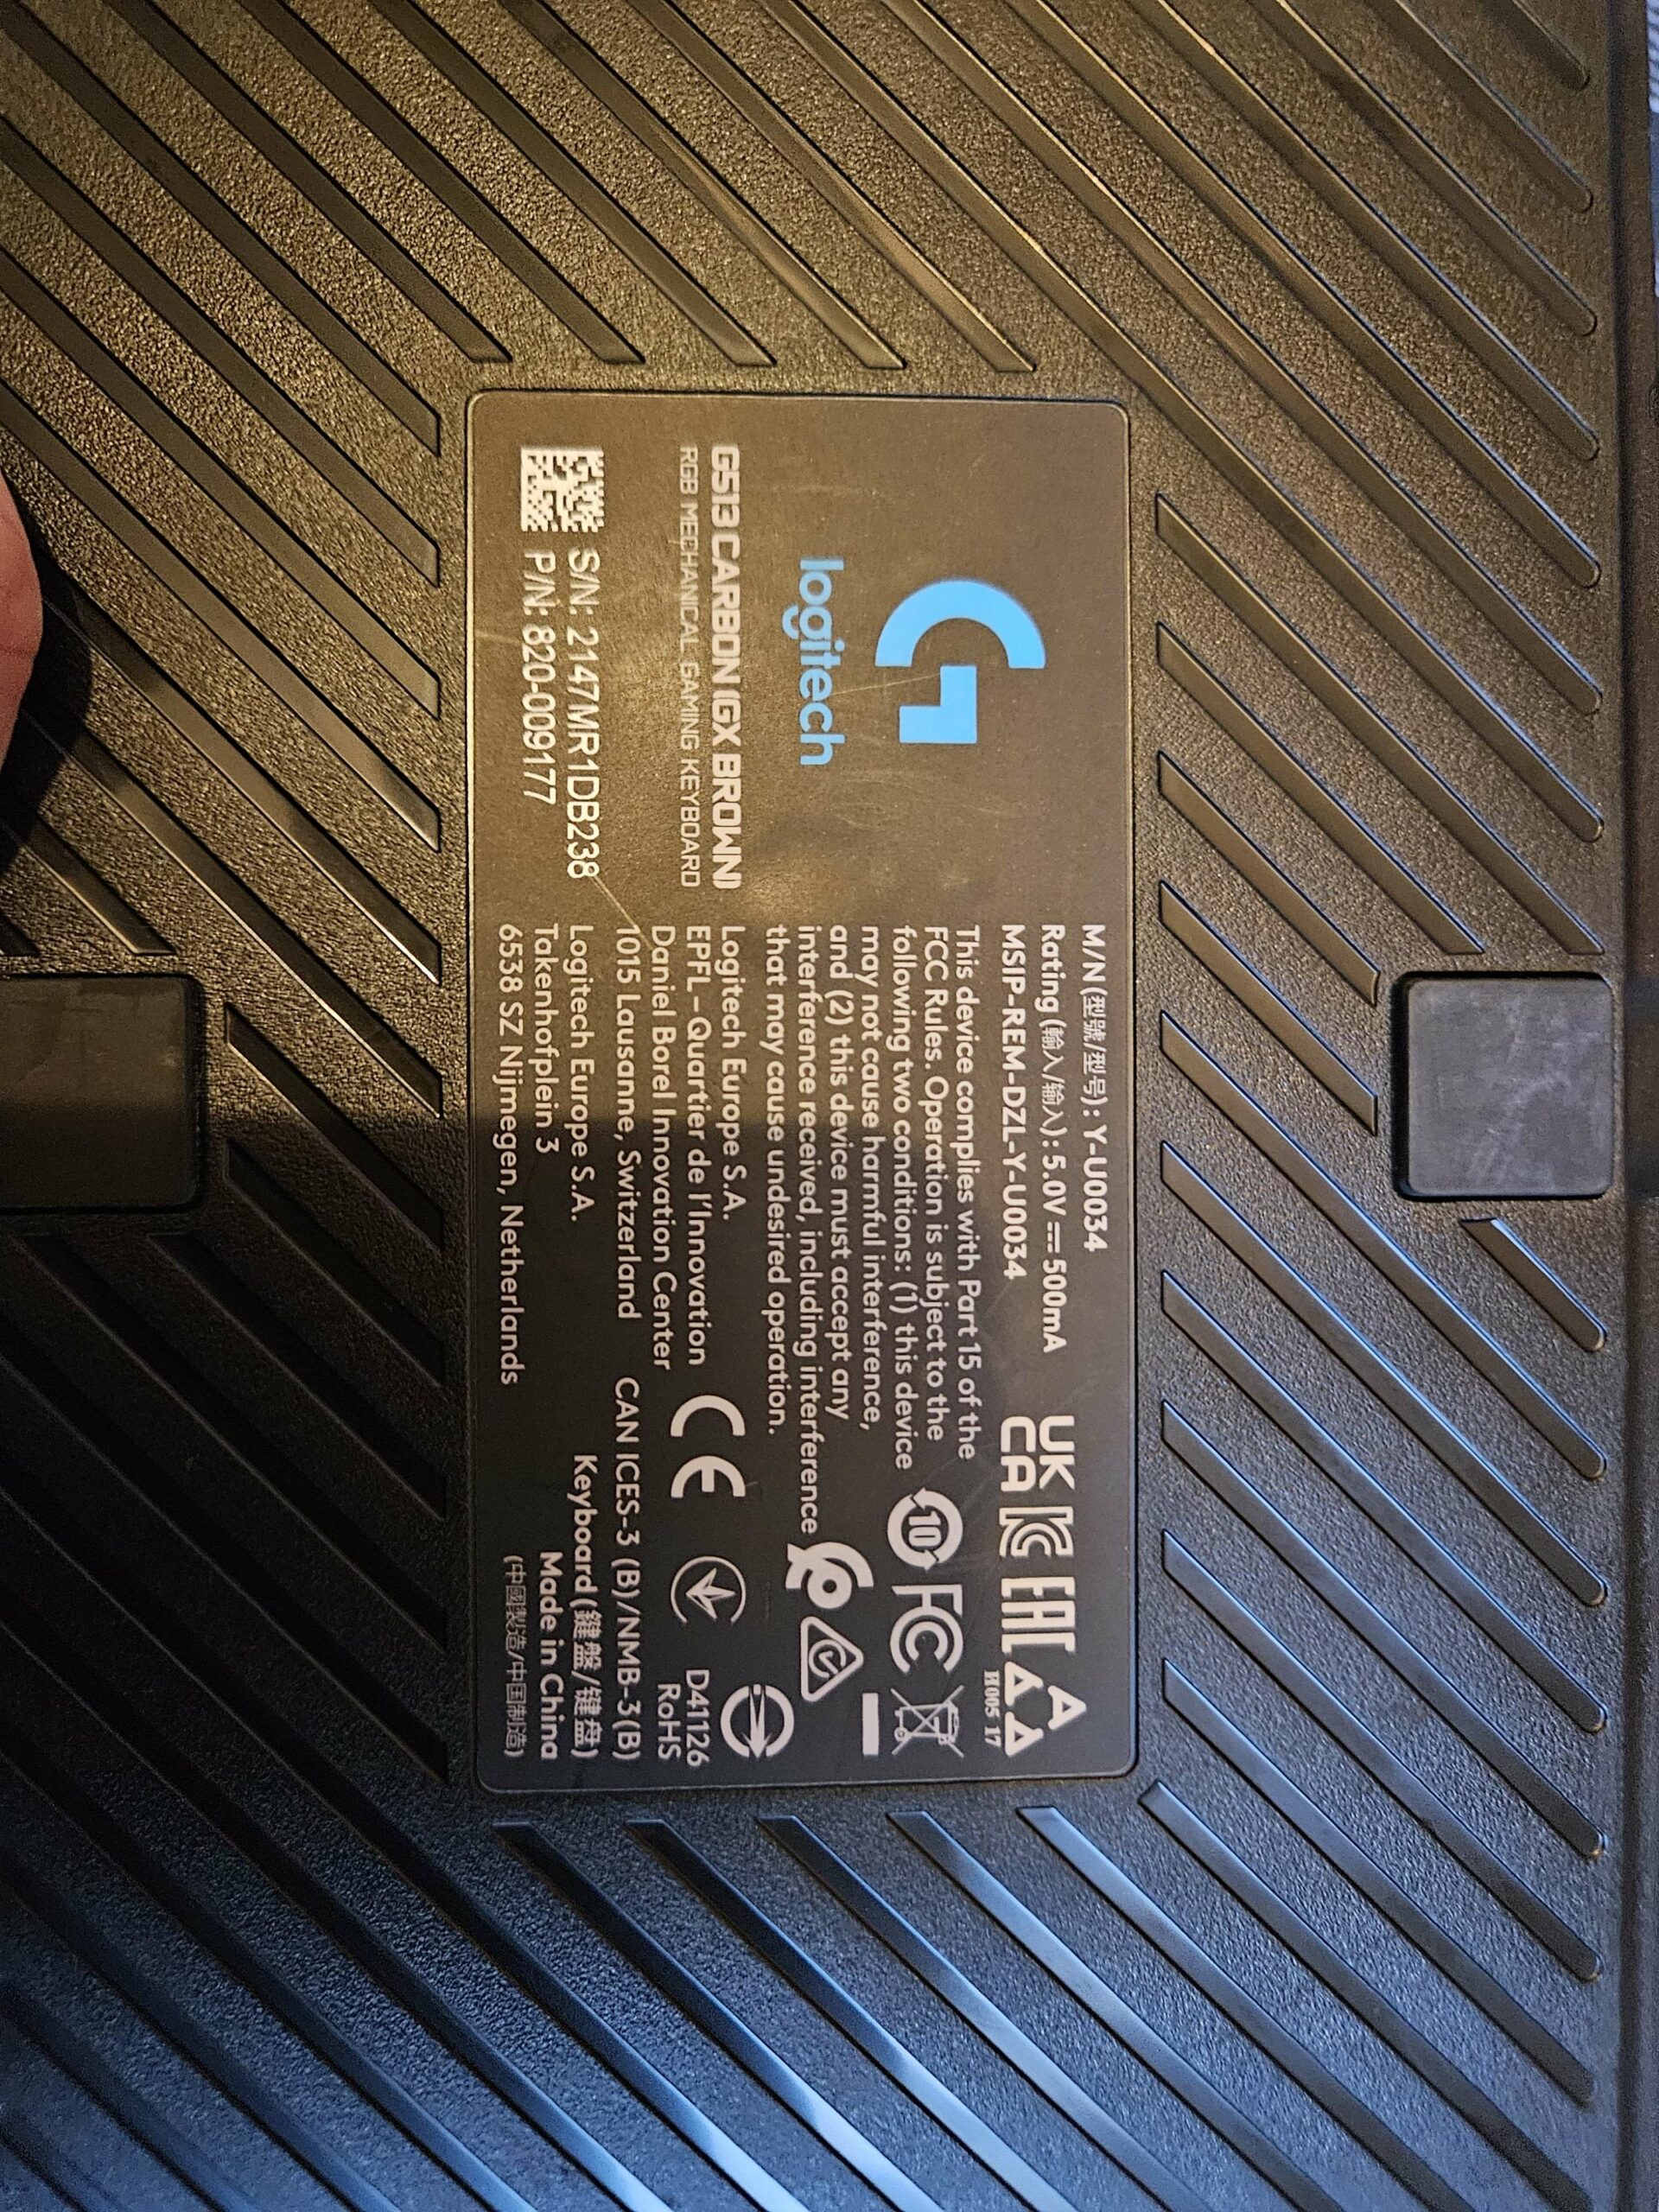 G
logitech
G513 CARBON (GX BROWN)
RGB MECHANICAL GAMING KEYBOARD
S/N: 2147MR1DB238
P/N: 820-009177
M/N (型號/型号): Y-U0034
Rating (輸入/输入): 5.0V ⎓ 500mA
MSIP-REM-DZL-Y-U0034
This device complies with Part 15 of the
FCC Rules. Operation is subject to the
following two conditions: (1) this device
may not cause harmful interference,
and (2) this device must accept any
interference received, including interference
that may cause undesired operation.
Logitech Europe S.A.
EPFL – Quartier de l'Innovation
Daniel Borel Innovation Center
1015 Lausanne, Switzerland
Logitech Europe S.A.
Takenhofplein 3
6538 SZ Nijmegen, Netherlands
UK
CA
EAC
И005 17
10
FC
CE
D41126
RoHS
CAN ICES-3 (B)/NMB-3(B)
Keyboard (鍵盤/键盘)
Made in China
(中國製造/中国制造)